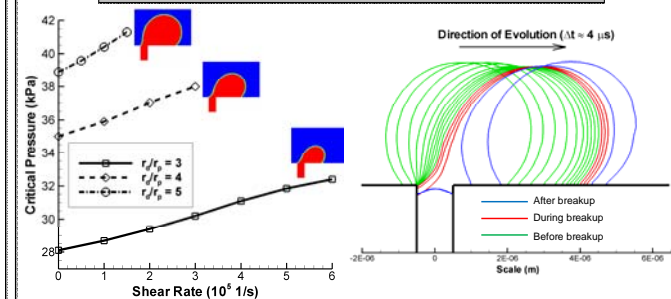 42
40
38
36
34
32
30
28
Critical Pressure (kPa)
r_d/r_p = 3
r_d/r_p = 4
r_d/r_p = 5
0 1 2 3 4 5 6
Shear Rate (10^5 1/s)
Direction of Evolution (Δt ≈ 4 μs)
After breakup
During breakup
Before breakup
-2E-06 0 2E-06 4E-06 6E-06
Scale (m)